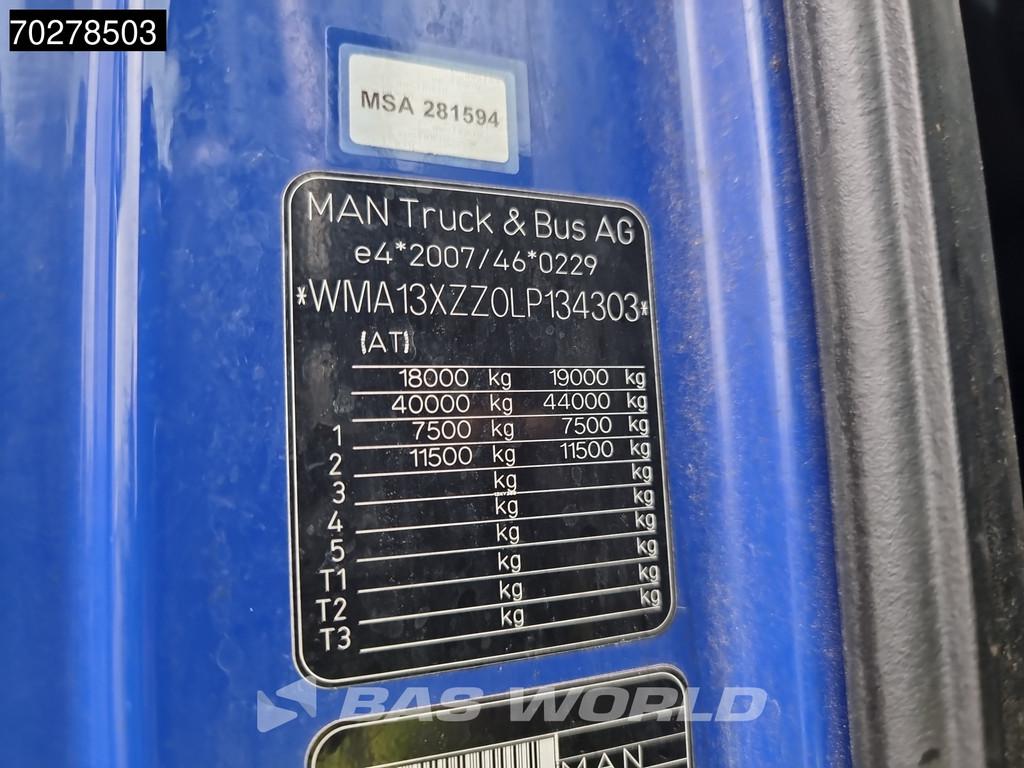 70278503
MSA 281594
MAN Truck & Bus AG
e4*2007/46*0229
*WMA13XZZ0LP134303*
(AT)
18000 kg 19000 kg
40000 kg 44000 kg
1 7500 kg 7500 kg
2 11500 kg 11500 kg
3 kg kg
4 kg kg
5 kg kg
T1 kg kg
T2 kg kg
T3 kg kg
BAS WORLD
MAN